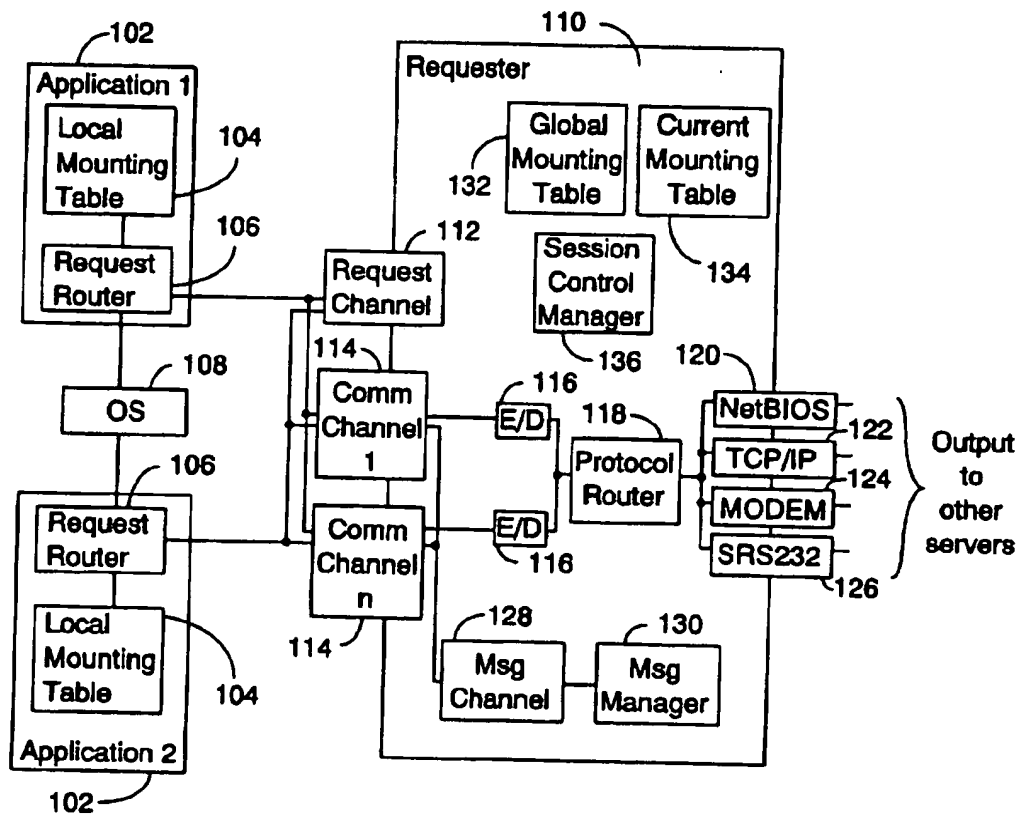 102
110
Application 1
Local
Mounting
Table
104
Request
Router
106
108
OS
106
Request
Router
Local
Mounting
Table
104
Application 2
102
Requester
Global
Mounting
Table
132
Current
Mounting
Table
134
Session
Control
Manager
136
112
Request
Channel
114
Comm
Channel
1
Comm
Channel
n
114
116
E/D
E/D
116
118
Protocol
Router
120
NetBIOS
122
TCP/IP
124
MODEM
SRS232
126
Output
to
other
servers
128
Msg
Channel
130
Msg
Manager